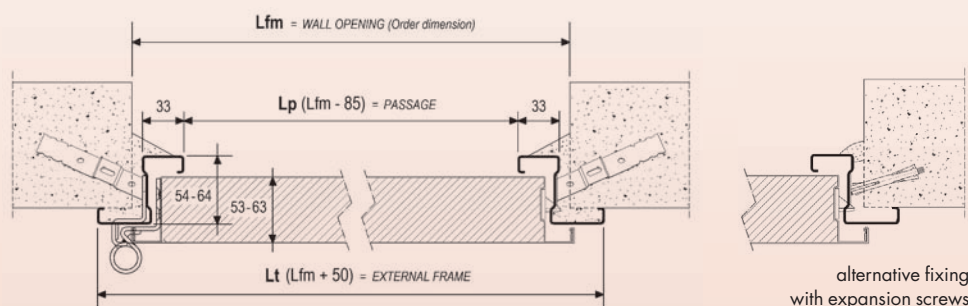 Lfm = WALL OPENING (Order dimension)
33
Lp (Lfm - 85) = PASSAGE
33
54-64
53-63
Lt (Lfm + 50) = EXTERNAL FRAME
alternative fixing
with expansion screws